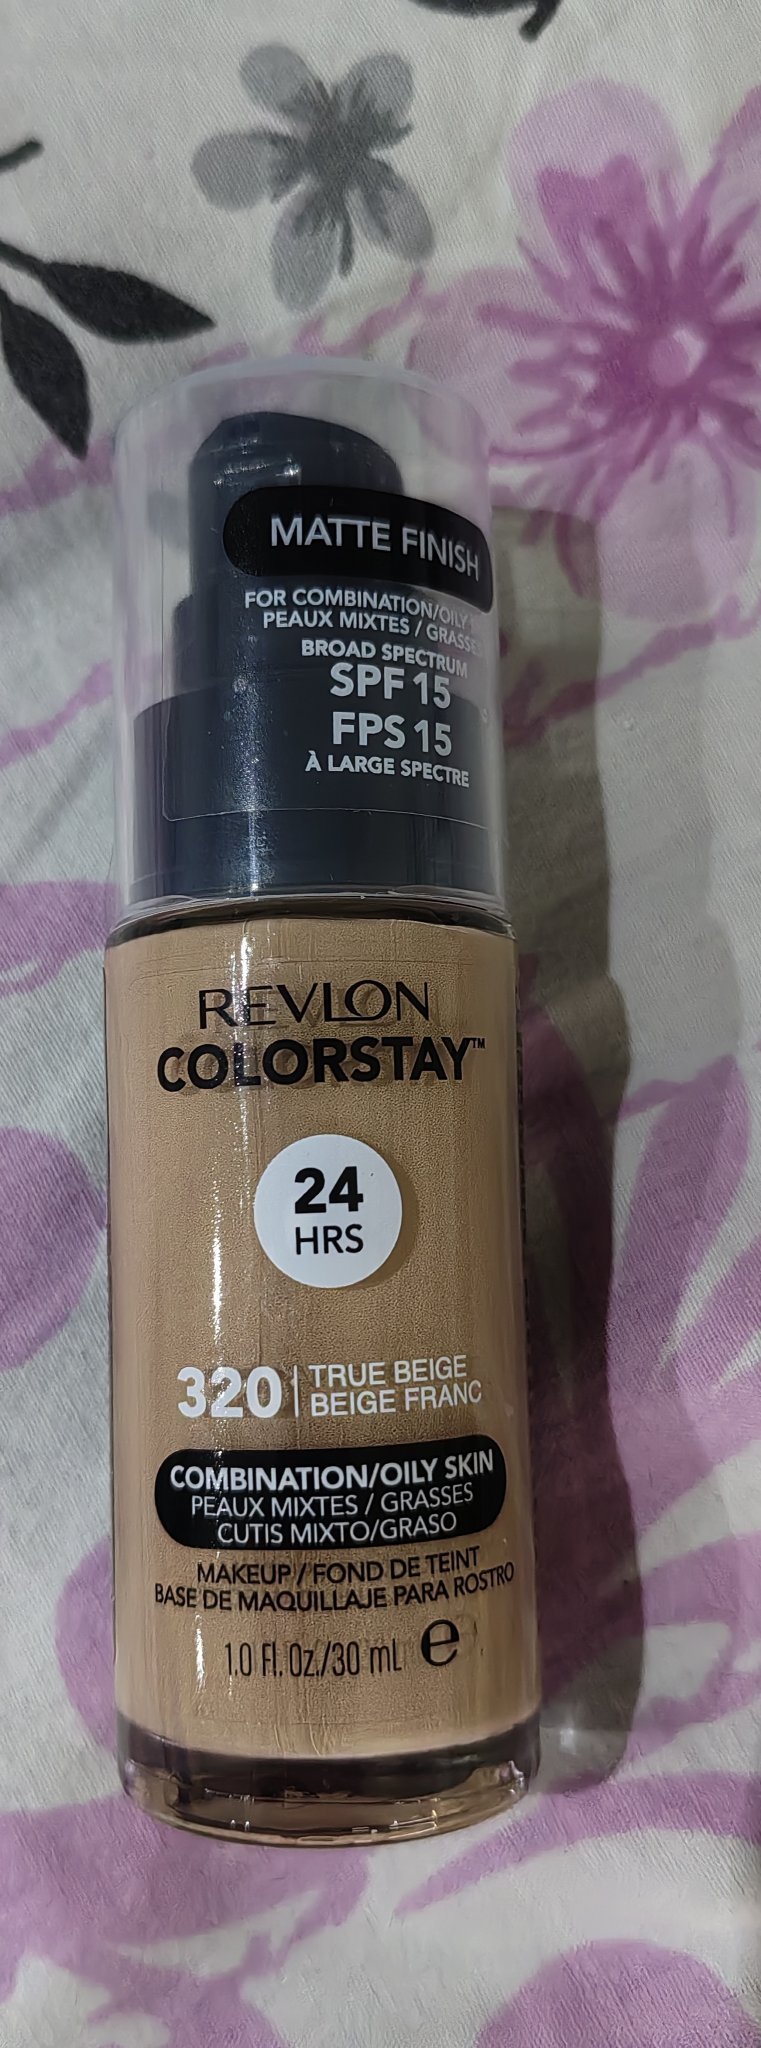 MATTE FINISH
FOR COMBINATION/OILY
PEAUX MIXTES / GRASSES
BROAD SPECTRUM
SPF 15
FPS 15
À LARGE SPECTRE
REVLON
COLORSTAY™
24
HRS
320 | TRUE BEIGE
BEIGE FRANC
COMBINATION/OILY SKIN
PEAUX MIXTES / GRASSES
CUTIS MIXTO/GRASO
MAKEUP / FOND DE TEINT
BASE DE MAQUILLAJE PARA ROSTRO
1.0 Fl. Oz./30 mL ℮